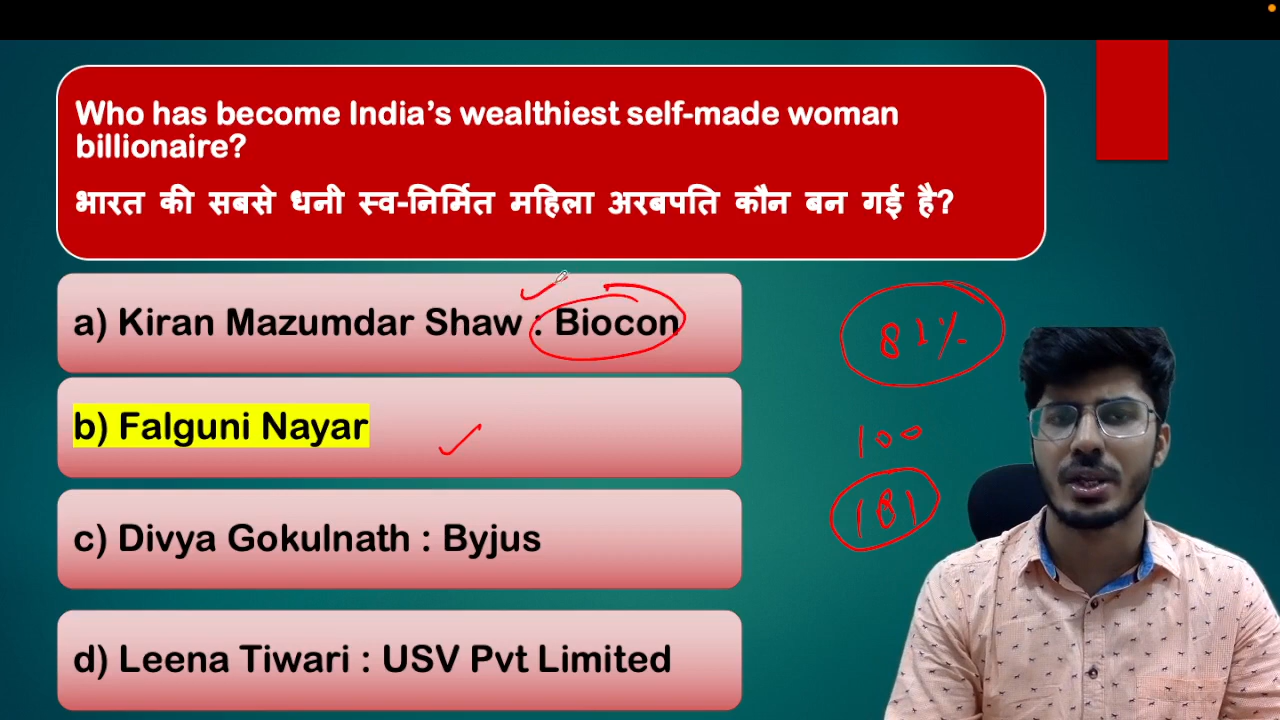 Who has become India's wealthiest self-made woman
billionaire?
भारत की सबसे धनी स्व-निर्मित महिला अरबपति कौन बन गई है?
a) Kiran Mazumdar Shaw : Biocon
b) Falguni Nayar
c) Divya Gokulnath : Byjus
d) Leena Tiwari : USV Pvt Limited
81%
100
181